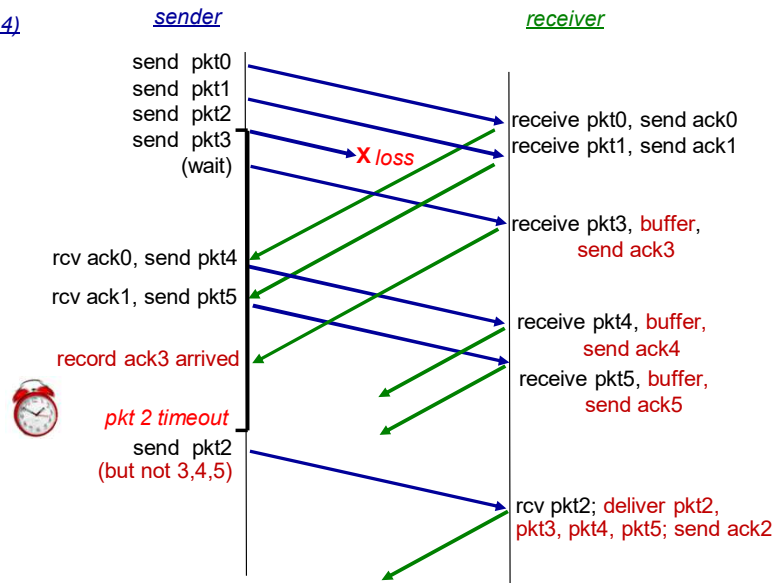 4)
sender
receiver
send pkt0
send pkt1
send pkt2
send pkt3
(wait)
X loss
receive pkt0, send ack0
receive pkt1, send ack1
receive pkt3, buffer,
send ack3
rcv ack0, send pkt4
rcv ack1, send pkt5
receive pkt4, buffer,
send ack4
record ack3 arrived
receive pkt5, buffer,
send ack5
pkt 2 timeout
send pkt2
(but not 3,4,5)
rcv pkt2; deliver pkt2,
pkt3, pkt4, pkt5; send ack2